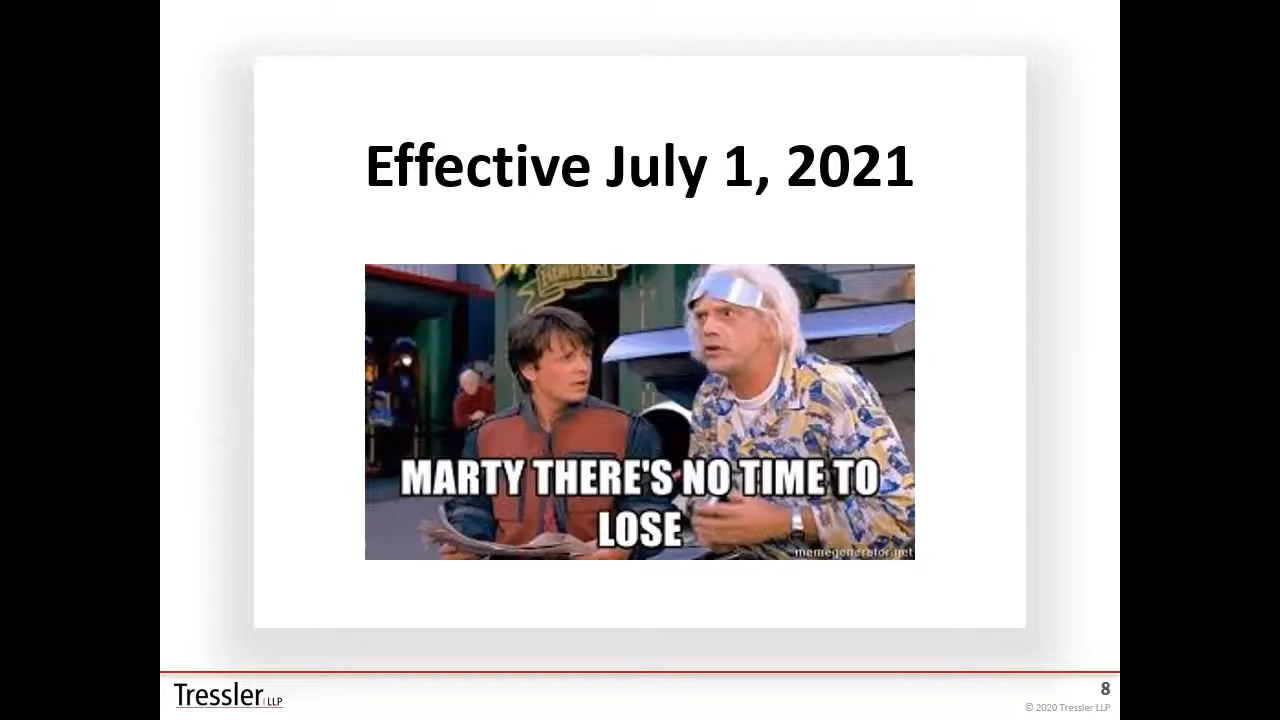 Effective July 1, 2021
MARTY THERE'S NO TIME TO
LOSE
memegenerator.net
Tressler LLP
8
© 2020 Tressler LLP